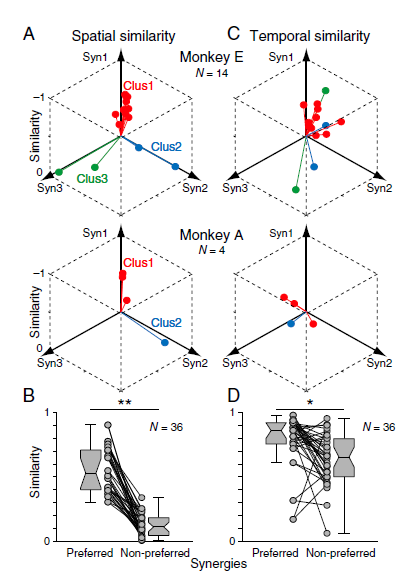 A Spatial similarity C Temporal similarity
Syn1 Monkey E Syn1
N = 14
Clus1
1
Similarity
Clus2
Clus3
0
Syn3 Syn2 Syn3 Syn2
Syn1 Monkey A Syn1
N = 4
Clus1
1
Similarity
Clus2
0
Syn3 Syn2 Syn3 Syn2
B D
1 ** N = 36 1 * N = 36
Similarity
0 0
Preferred Non-preferred Preferred Non-preferred
Synergies